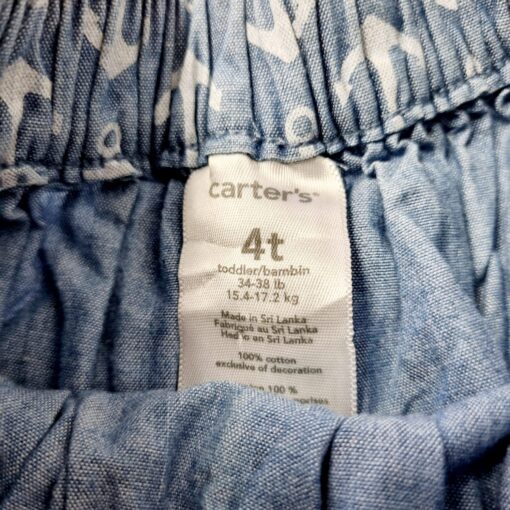 carter's
4t
toddler/bambin
34-38 lb
15.4-17.2 kg
Made in Sri Lanka
Fabriqué au Sri Lanka
Hecho en Sri Lanka
100% cotton
exclusive of decoration
100 %